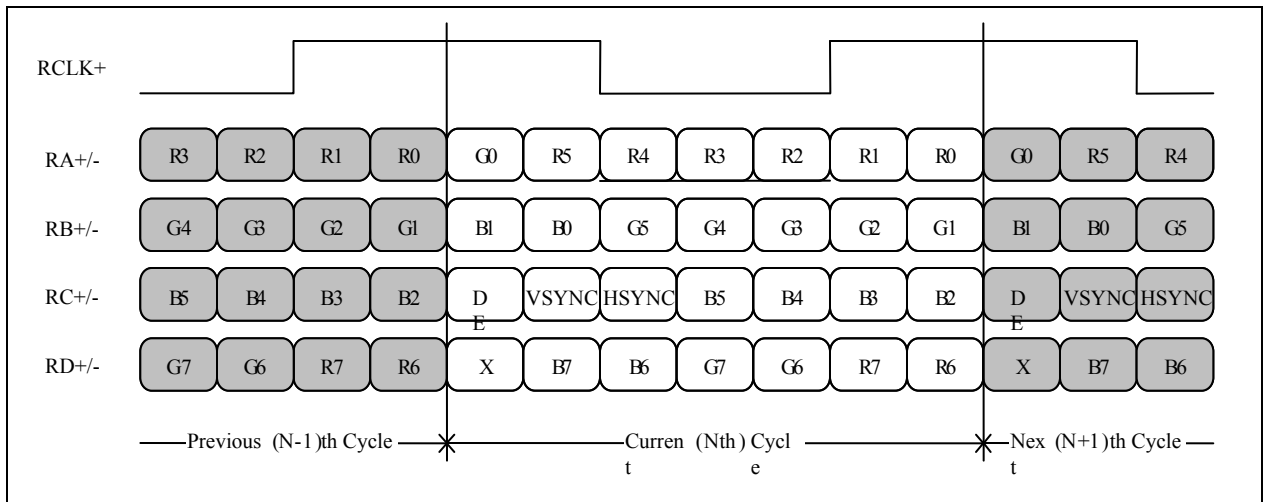 RCLK+
RA+/- R3 R2 R1 R0 G0 R5 R4 R3 R2 R1 R0 G0 R5 R4
RB+/- G4 G3 G2 G1 B1 B0 G5 G4 G3 G2 G1 B1 B0 G5
RC+/- B5 B4 B3 B2 D VSYNC HSYNC B5 B4 B3 B2 D VSYNC HSYNC
E E
RD+/- G7 G6 R7 R6 X B7 B6 G7 G6 R7 R6 X B7 B6
Previous (N-1)th Cycle Curren (Nth) Cycl Nex (N+1)th Cycle
t e t